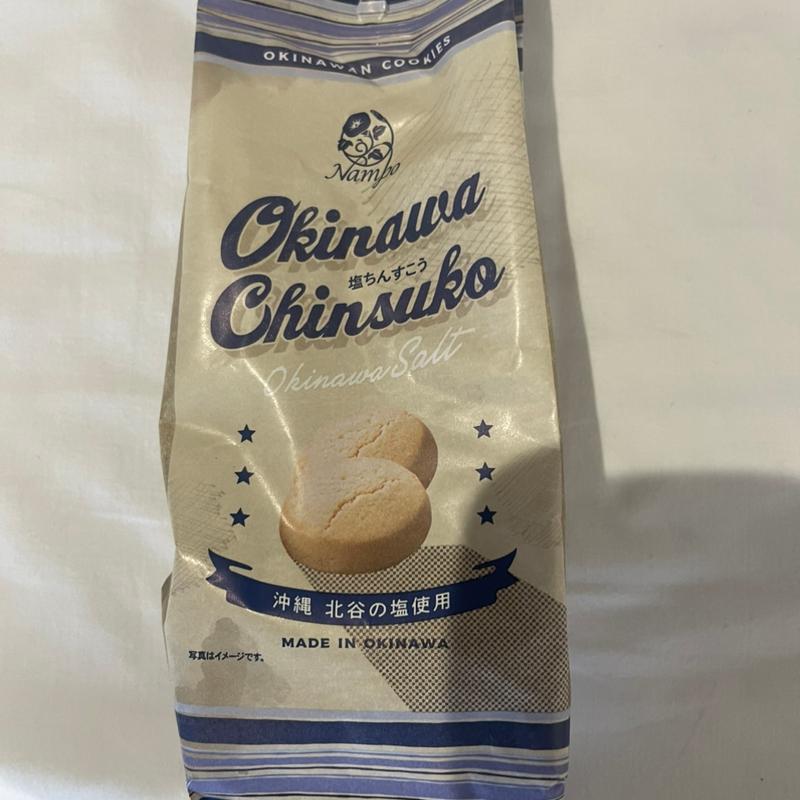 OKINAWAN COOKIES
Nampo
Okinawa
塩ちんすこう
Chinsuko
Okinawa Salt
沖縄 北谷の塩使用
MADE IN OKINAWA
写真はイメージです。